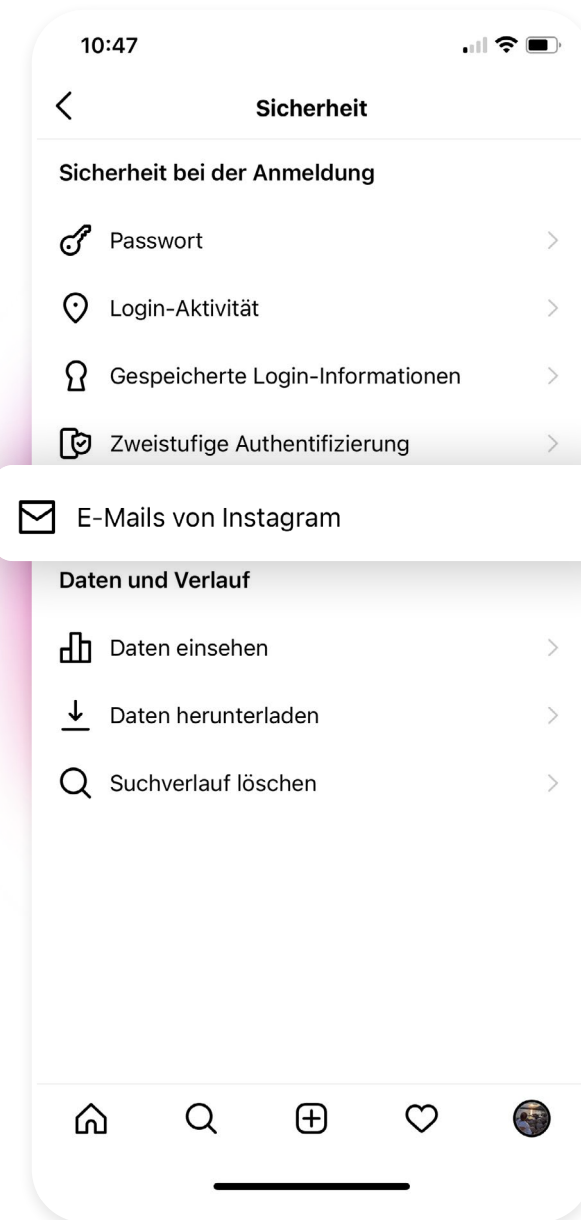 10:47
Sicherheit
Sicherheit bei der Anmeldung
Passwort
Login-Aktivität
Gespeicherte Login-Informationen
Zweistufige Authentifizierung
E-Mails von Instagram
Daten und Verlauf
Daten einsehen
Daten herunterladen
Suchverlauf löschen